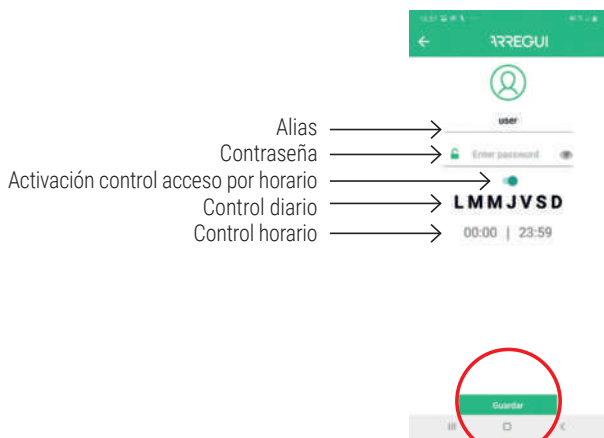 ARREGUI
user
Alias
Contraseña
Enter password
Activación control acceso por horario
Control diario
LMMJVSD
Control horario
00:00 | 23:59
Guardar